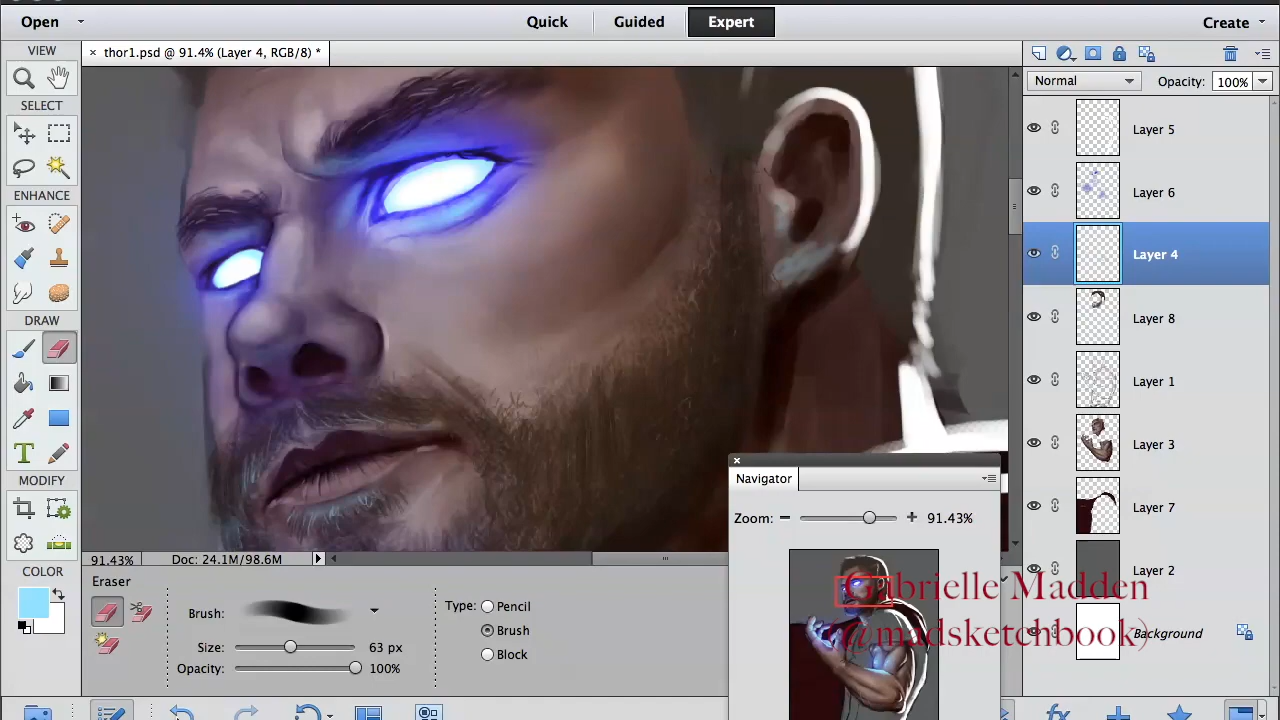 Open
Quick
Guided
Expert
Create
VIEW
× thor1.psd @ 91.4% (Layer 4, RGB/8) *
SELECT
ENHANCE
DRAW
T
MODIFY
COLOR
Normal
Opacity: 100%
Layer 5
Layer 6
Layer 4
Layer 8
Layer 1
Layer 3
Layer 7
Layer 2
Background
Navigator
Zoom: 91.43%
91.43%
Doc: 24.1M/98.6M
Eraser
Brush:
Size: 63 px
Opacity: 100%
Type: Pencil
Brush
Block
Gabrielle Madden
(@madsketchbook)
fx